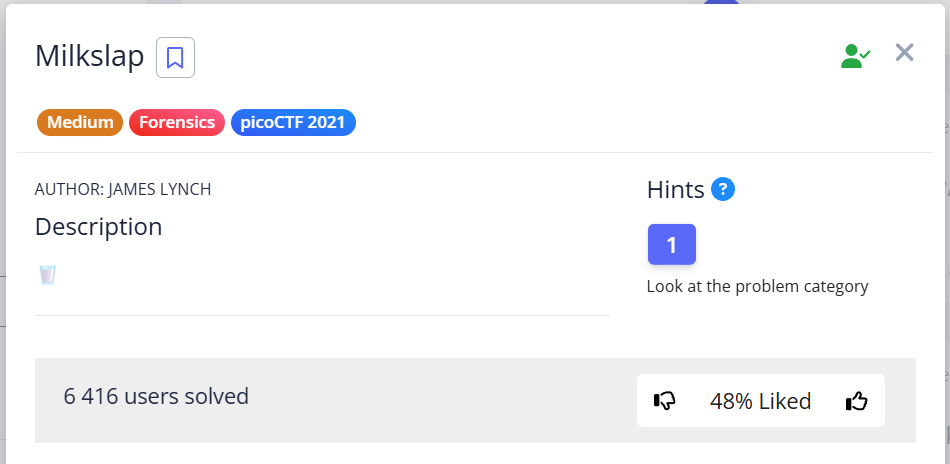 Milkslap
Medium Forensics picoCTF 2021
AUTHOR: JAMES LYNCH
Description
🥛
Hints ?
1
Look at the problem category
6 416 users solved
48% Liked